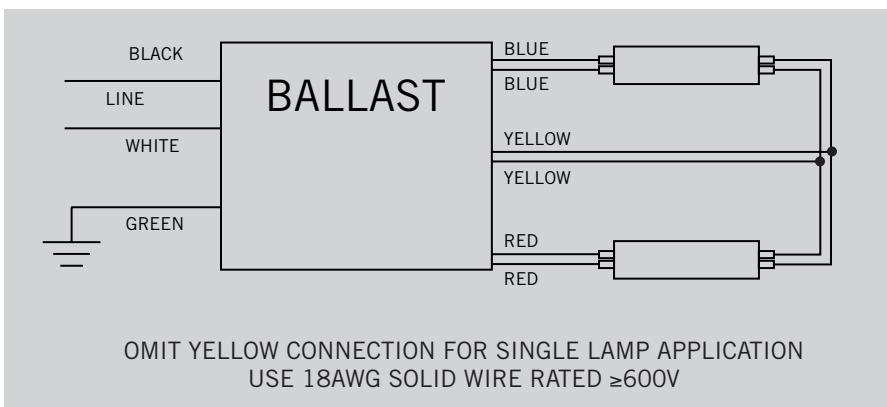 BLACK
LINE
WHITE
GREEN
BALLAST
BLUE
BLUE
YELLOW
YELLOW
RED
RED
OMIT YELLOW CONNECTION FOR SINGLE LAMP APPLICATION
USE 18AWG SOLID WIRE RATED ≥600V